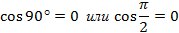 cos 90° = 0 или cos π/2 = 0